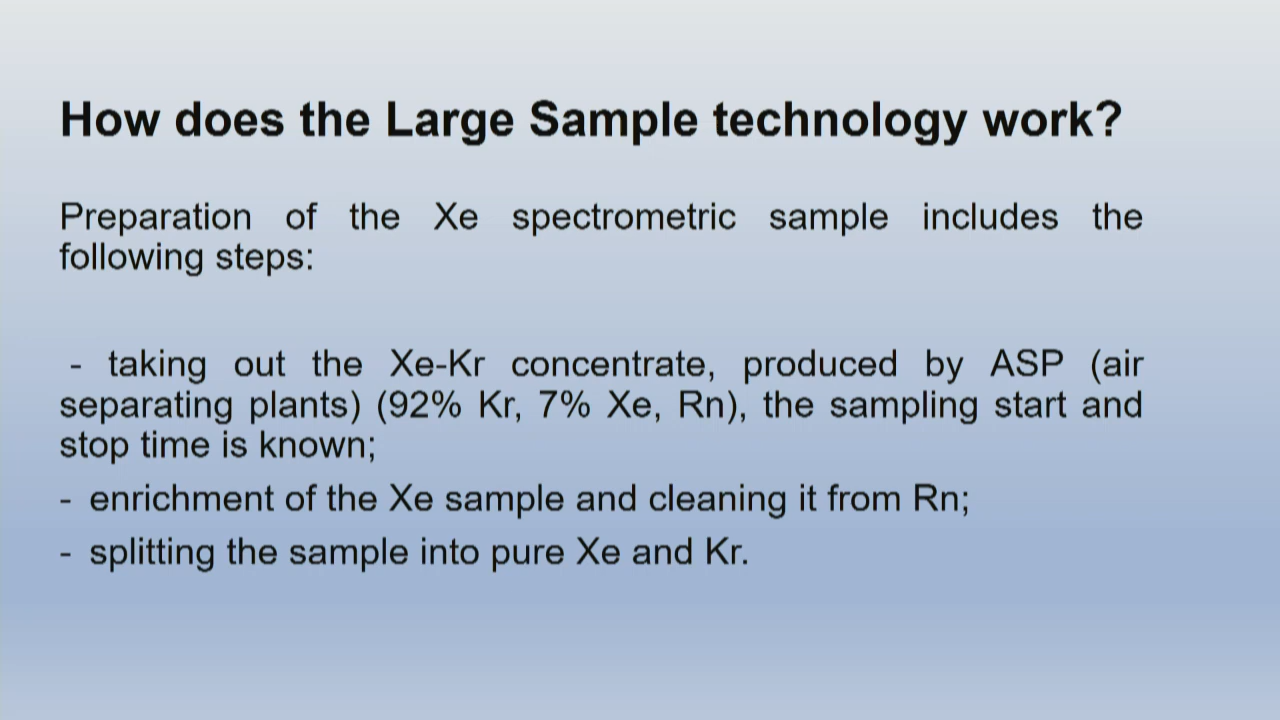 How does the Large Sample technology work?
Preparation of the Xe spectrometric sample includes the
following steps:
- taking out the Xe-Kr concentrate, produced by ASP (air
separating plants) (92% Kr, 7% Xe, Rn), the sampling start and
stop time is known;
- enrichment of the Xe sample and cleaning it from Rn;
- splitting the sample into pure Xe and Kr.